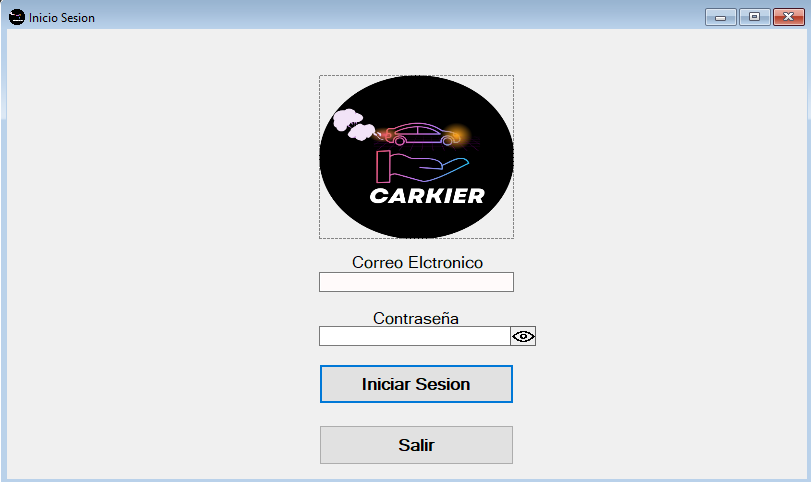 Inicio Sesion
CARKIER
Correo Elctronico
Contraseña
Iniciar Sesion
Salir